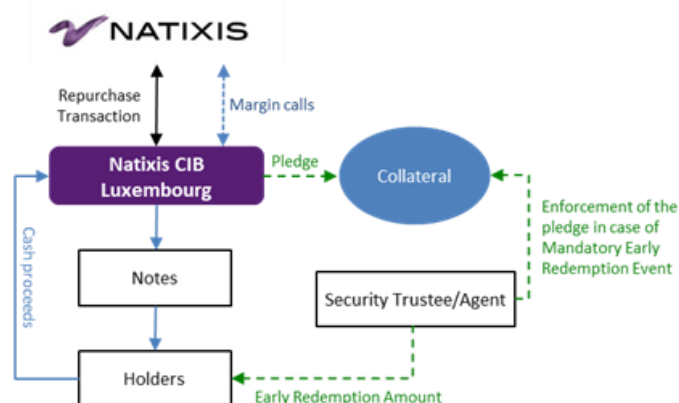 NATIXIS
Repurchase
Transaction
Margin calls
Natixis CIB
Luxembourg
Pledge
Collateral
Enforcement of the
pledge in case of
Mandatory Early
Redemption Event
Cash proceeds
Notes
Security Trustee/Agent
Holders
Early Redemption Amount